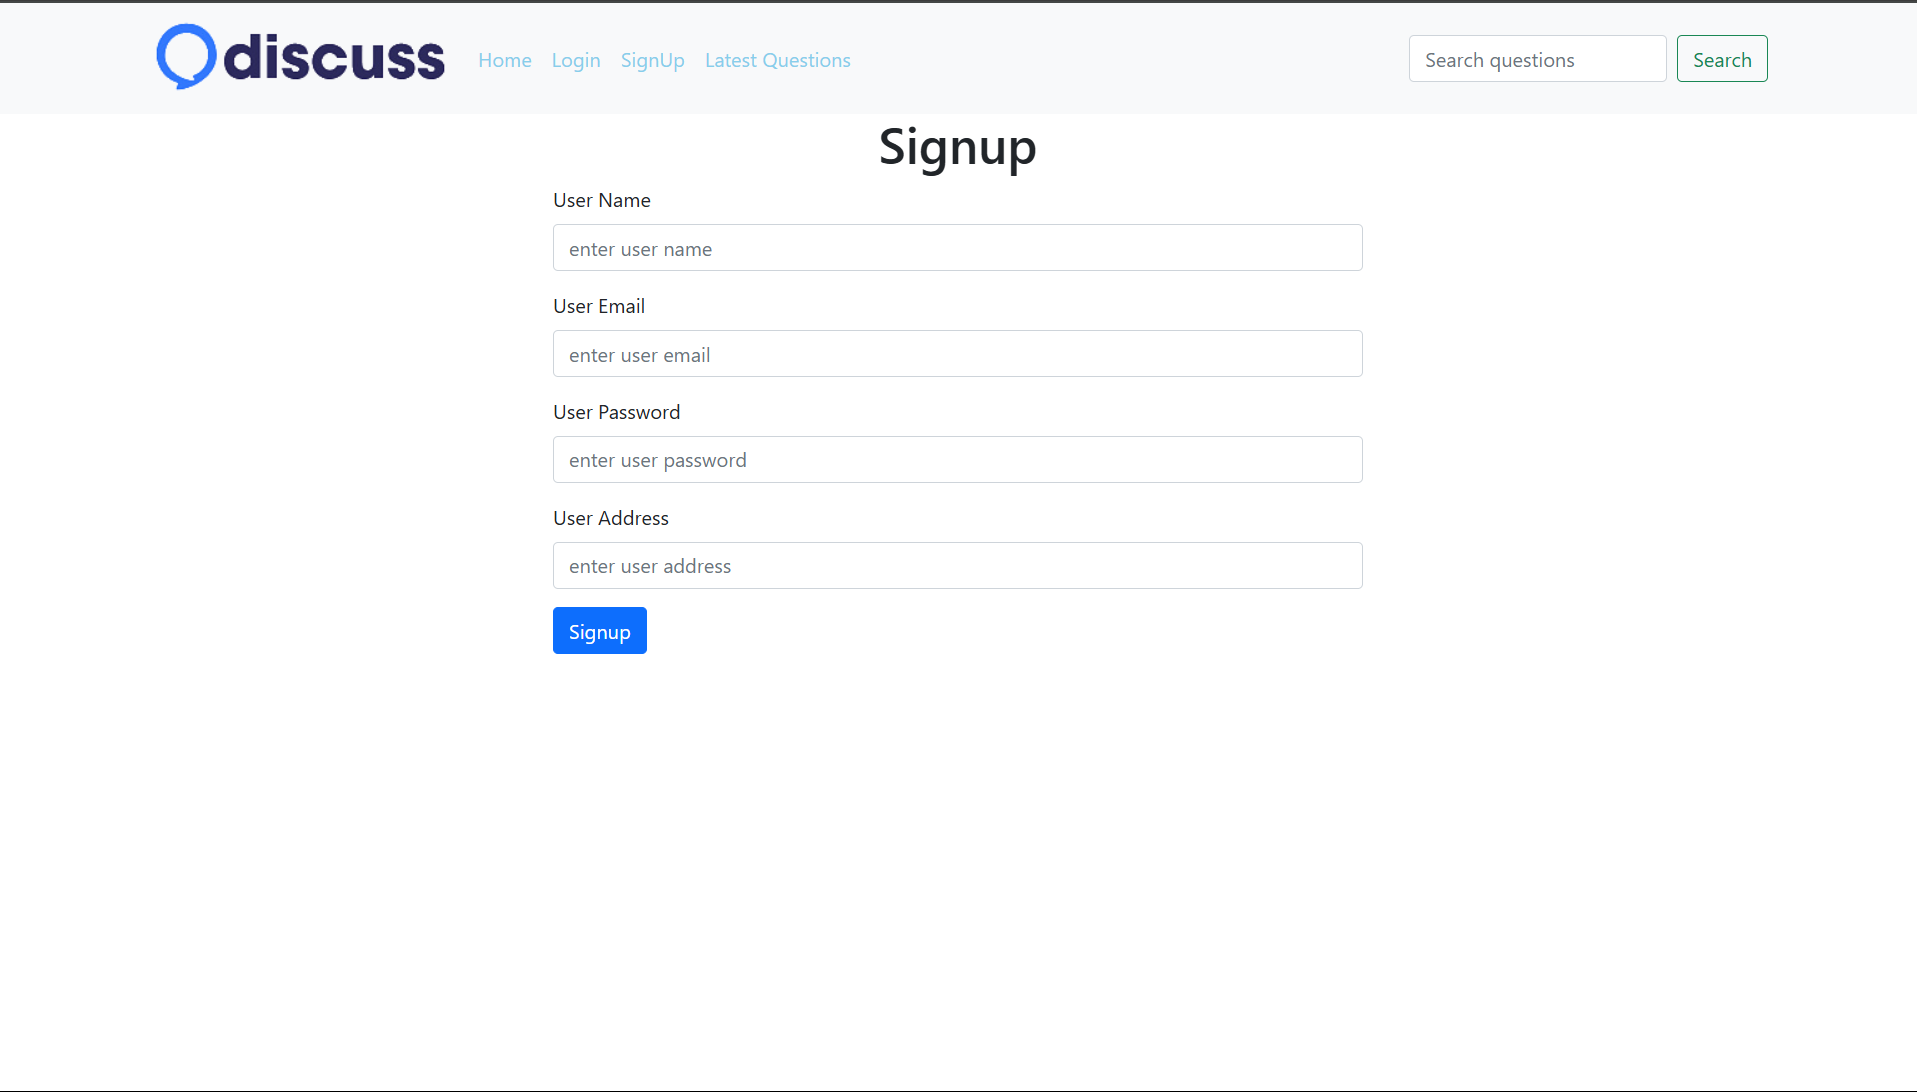 discuss Home Login SignUp Latest Questions Search questions Search
Signup
User Name
enter user name
User Email
enter user email
User Password
enter user password
User Address
enter user address
Signup